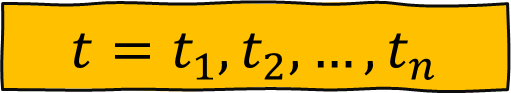 t = t₁, t₂, ... , tₙ